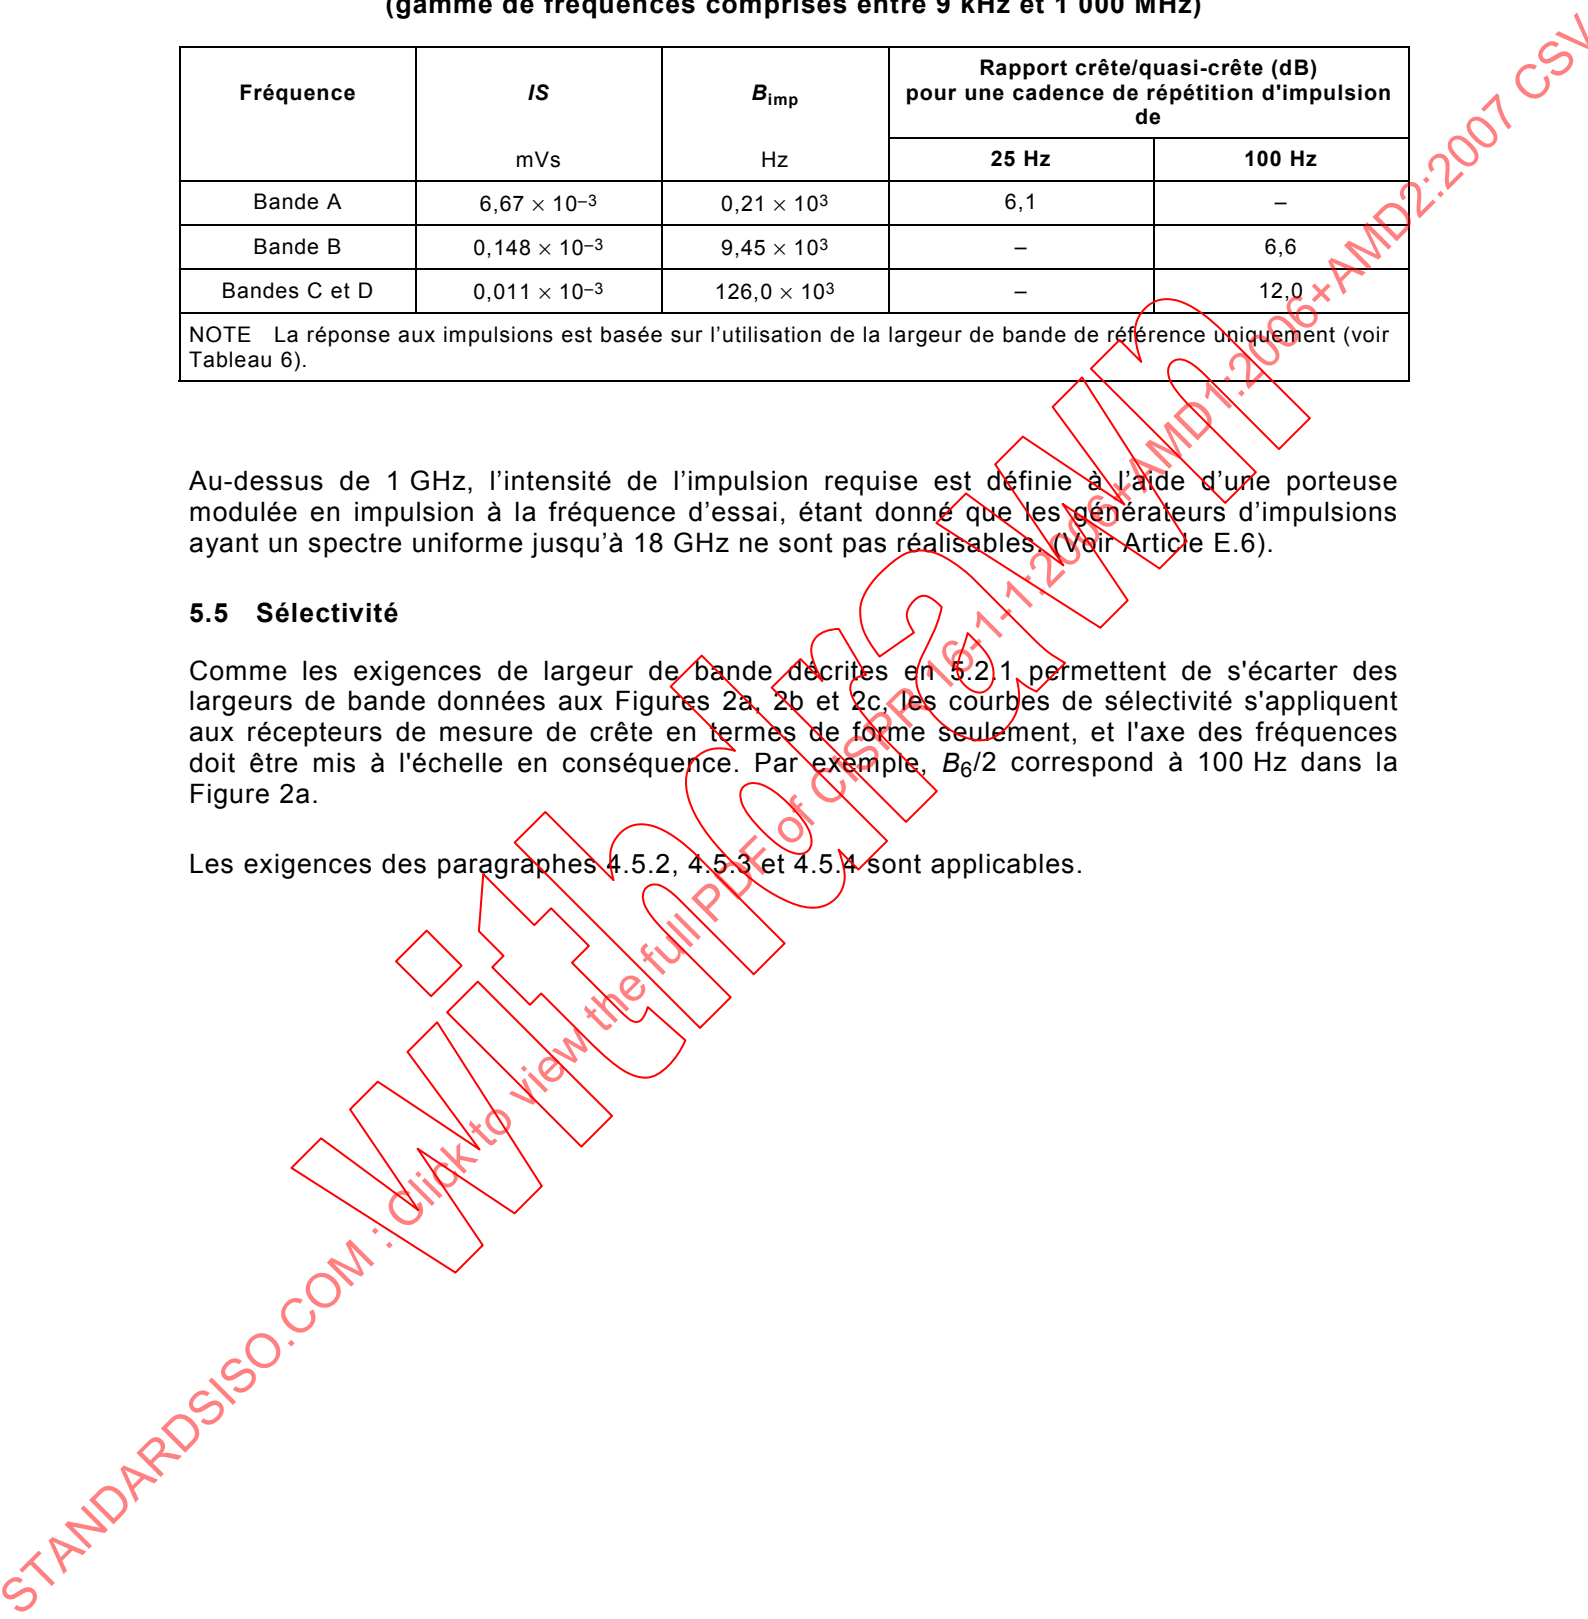 (gamme de fréquences comprises entre 9 kHz et 1 000 MHz)
Fréquence IS Bimp Rapport crête/quasi-crête (dB)
pour une cadence de répétition d'impulsion
de
mVs Hz 25 Hz 100 Hz
Bande A 6,67 × 10–3 0,21 × 103 6,1 –
Bande B 0,148 × 10–3 9,45 × 103 – 6,6
Bandes C et D 0,011 × 10–3 126,0 × 103 – 12,0
NOTE La réponse aux impulsions est basée sur l’utilisation de la largeur de bande de référence uniquement (voir
Tableau 6).
Au-dessus de 1 GHz, l’intensité de l’impulsion requise est définie à l’aide d’une porteuse
modulée en impulsion à la fréquence d’essai, étant donné que les générateurs d’impulsions
ayant un spectre uniforme jusqu’à 18 GHz ne sont pas réalisables. (Voir Article E.6).
5.5 Sélectivité
Comme les exigences de largeur de bande décrites en 5.2.1 permettent de s'écarter des
largeurs de bande données aux Figures 2a, 2b et 2c, les courbes de sélectivité s'appliquent
aux récepteurs de mesure de crête en termes de forme seulement, et l'axe des fréquences
doit être mis à l'échelle en conséquence. Par exemple, B6/2 correspond à 100 Hz dans la
Figure 2a.
Les exigences des paragraphes 4.5.2, 4.5.3 et 4.5.4 sont applicables.
withdrawn
STANDARDSISO.COM : Click to view the full PDF of CISPR 16-1-1:2006+AMD1:2006+AMD2:2007 CSV